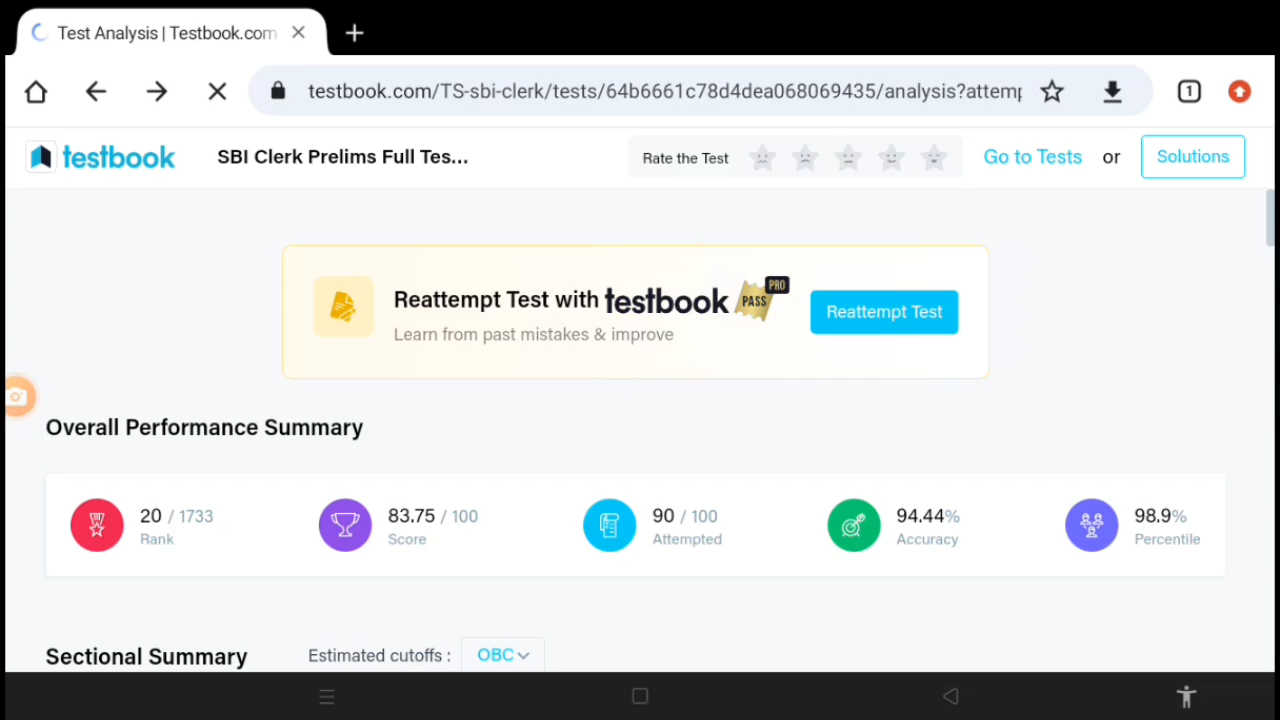 Test Analysis | Testbook.com
testbook.com/TS-sbi-clerk/tests/64b6661c78d4dea068069435/analysis?attemp
1
testbook
SBI Clerk Prelims Full Tes...
Rate the Test
Go to Tests or
Solutions
Reattempt Test with testbook PASS PRO
Learn from past mistakes & improve
Reattempt Test
Overall Performance Summary
20 / 1733
Rank
83.75 / 100
Score
90 / 100
Attempted
94.44%
Accuracy
98.9%
Percentile
Sectional Summary
Estimated cutoffs : OBC